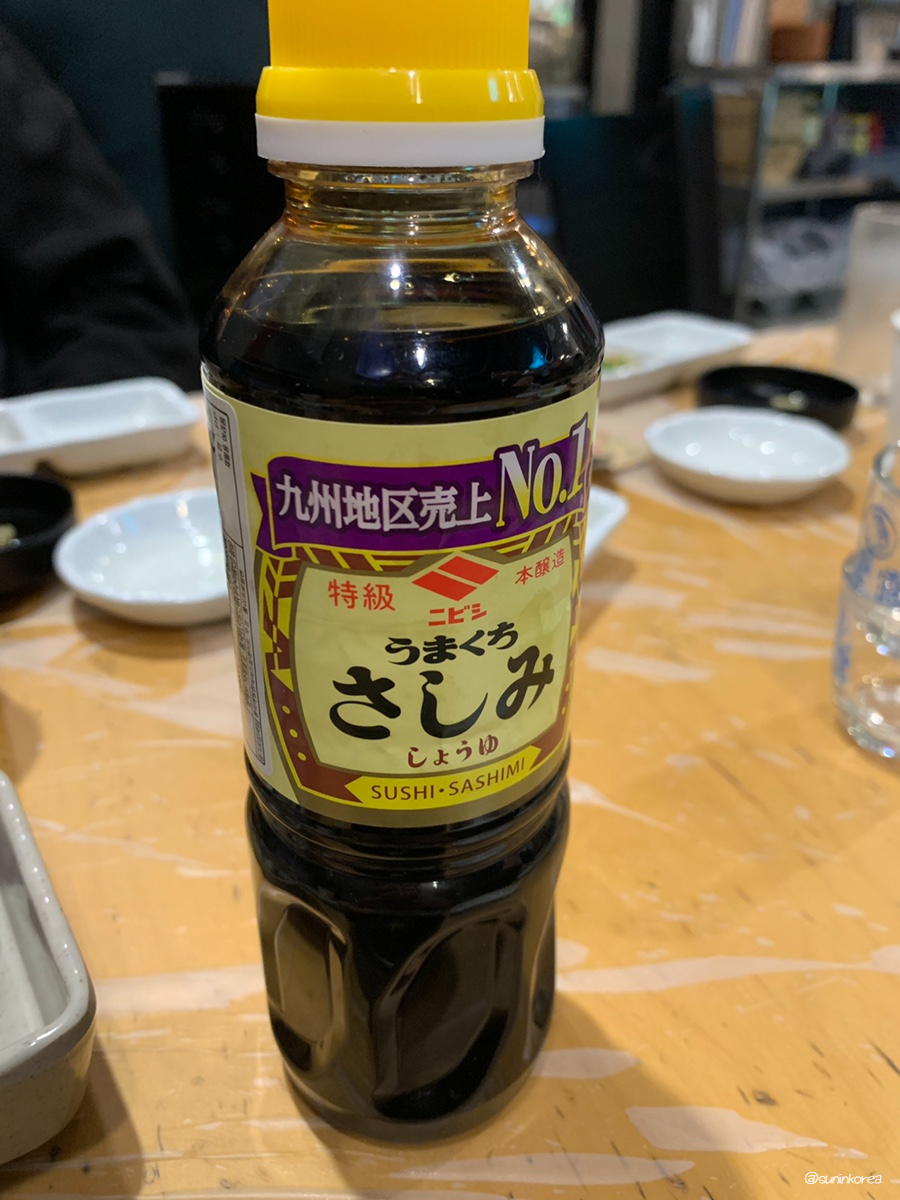 九州地区売上No.1
特級
本醸造
ニビシ
うまくち
さしみ
しょうゆ
SUSHI・SASHIMI
@suninkorea